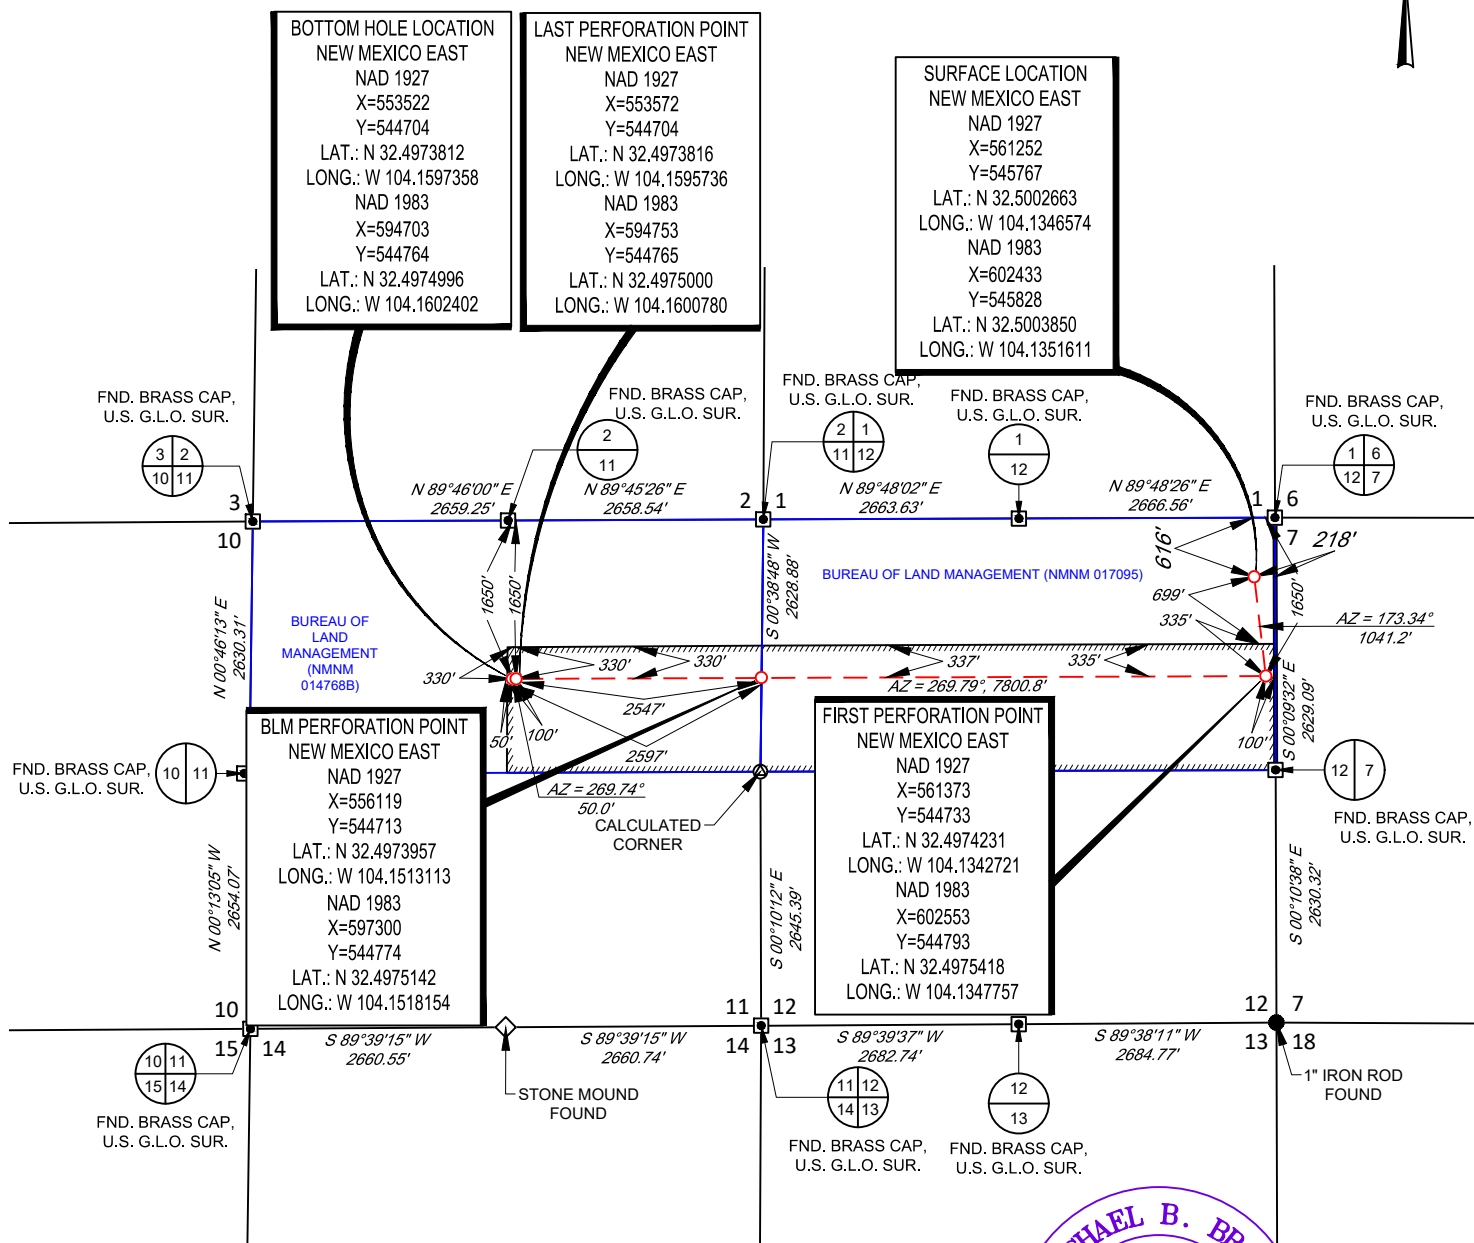 BOTTOM HOLE LOCATION
NEW MEXICO EAST
NAD 1927
X=553522
Y=544704
LAT.: N 32.4973812
LONG.: W 104.1597358
NAD 1983
X=594703
Y=544764
LAT.: N 32.4974996
LONG.: W 104.1602402
LAST PERFORATION POINT
NEW MEXICO EAST
NAD 1927
X=553572
Y=544704
LAT.: N 32.4973816
LONG.: W 104.1595736
NAD 1983
X=594753
Y=544765
LAT.: N 32.4975000
LONG.: W 104.1600780
SURFACE LOCATION
NEW MEXICO EAST
NAD 1927
X=561252
Y=545767
LAT.: N 32.5002663
LONG.: W 104.1346574
NAD 1983
X=602433
Y=545828
LAT.: N 32.5003850
LONG.: W 104.1351611
FND. BRASS CAP,
U.S. G.L.O. SUR.
3 2
10 11
FND. BRASS CAP,
U.S. G.L.O. SUR.
2
11
FND. BRASS CAP,
U.S. G.L.O. SUR.
2 1
11 12
FND. BRASS CAP,
U.S. G.L.O. SUR.
1
12
FND. BRASS CAP,
U.S. G.L.O. SUR.
1 6
12 7
3
10
N 89°46'00" E
2659.25'
N 89°45'26" E
2658.54'
2 1
N 89°48'02" E
2663.63'
N 89°48'26" E
2666.56'
1 6
7
616'
218'
699'
335'
1650'
AZ = 173.34°
1041.2'
BUREAU OF LAND MANAGEMENT (NMNM 017095)
S 00°38'48" W
2628.88'
1650'
1650'
BUREAU OF
LAND
MANAGEMENT
(NMNM
014768B)
N 00°46'13" E
2630.31'
330'
330'
330'
337'
335'
AZ = 269.79°, 7800.8'
2547'
2597'
50'
100'
100'
AZ = 269.74°
50.0'
S 00°09'32" E
2629.09'
BLM PERFORATION POINT
NEW MEXICO EAST
NAD 1927
X=556119
Y=544713
LAT.: N 32.4973957
LONG.: W 104.1513113
NAD 1983
X=597300
Y=544774
LAT.: N 32.4975142
LONG.: W 104.1518154
FIRST PERFORATION POINT
NEW MEXICO EAST
NAD 1927
X=561373
Y=544733
LAT.: N 32.4974231
LONG.: W 104.1342721
NAD 1983
X=602553
Y=544793
LAT.: N 32.4975418
LONG.: W 104.1347757
FND. BRASS CAP,
U.S. G.L.O. SUR.
10 11
CALCULATED
CORNER
12 7
FND. BRASS CAP,
U.S. G.L.O. SUR.
N 00°13'05" W
2654.07'
S 00°10'12" E
2645.39'
S 00°10'38" E
2630.32'
10
15 14
S 89°39'15" W
2660.55'
S 89°39'15" W
2660.74'
11 12
14 13
S 89°39'37" W
2682.74'
S 89°38'11" W
2684.77'
12 7
13 18
10 11
15 14
FND. BRASS CAP,
U.S. G.L.O. SUR.
STONE MOUND
FOUND
11 12
14 13
FND. BRASS CAP,
U.S. G.L.O. SUR.
12
13
FND. BRASS CAP,
U.S. G.L.O. SUR.
1" IRON ROD
FOUND
HAEL B. BR